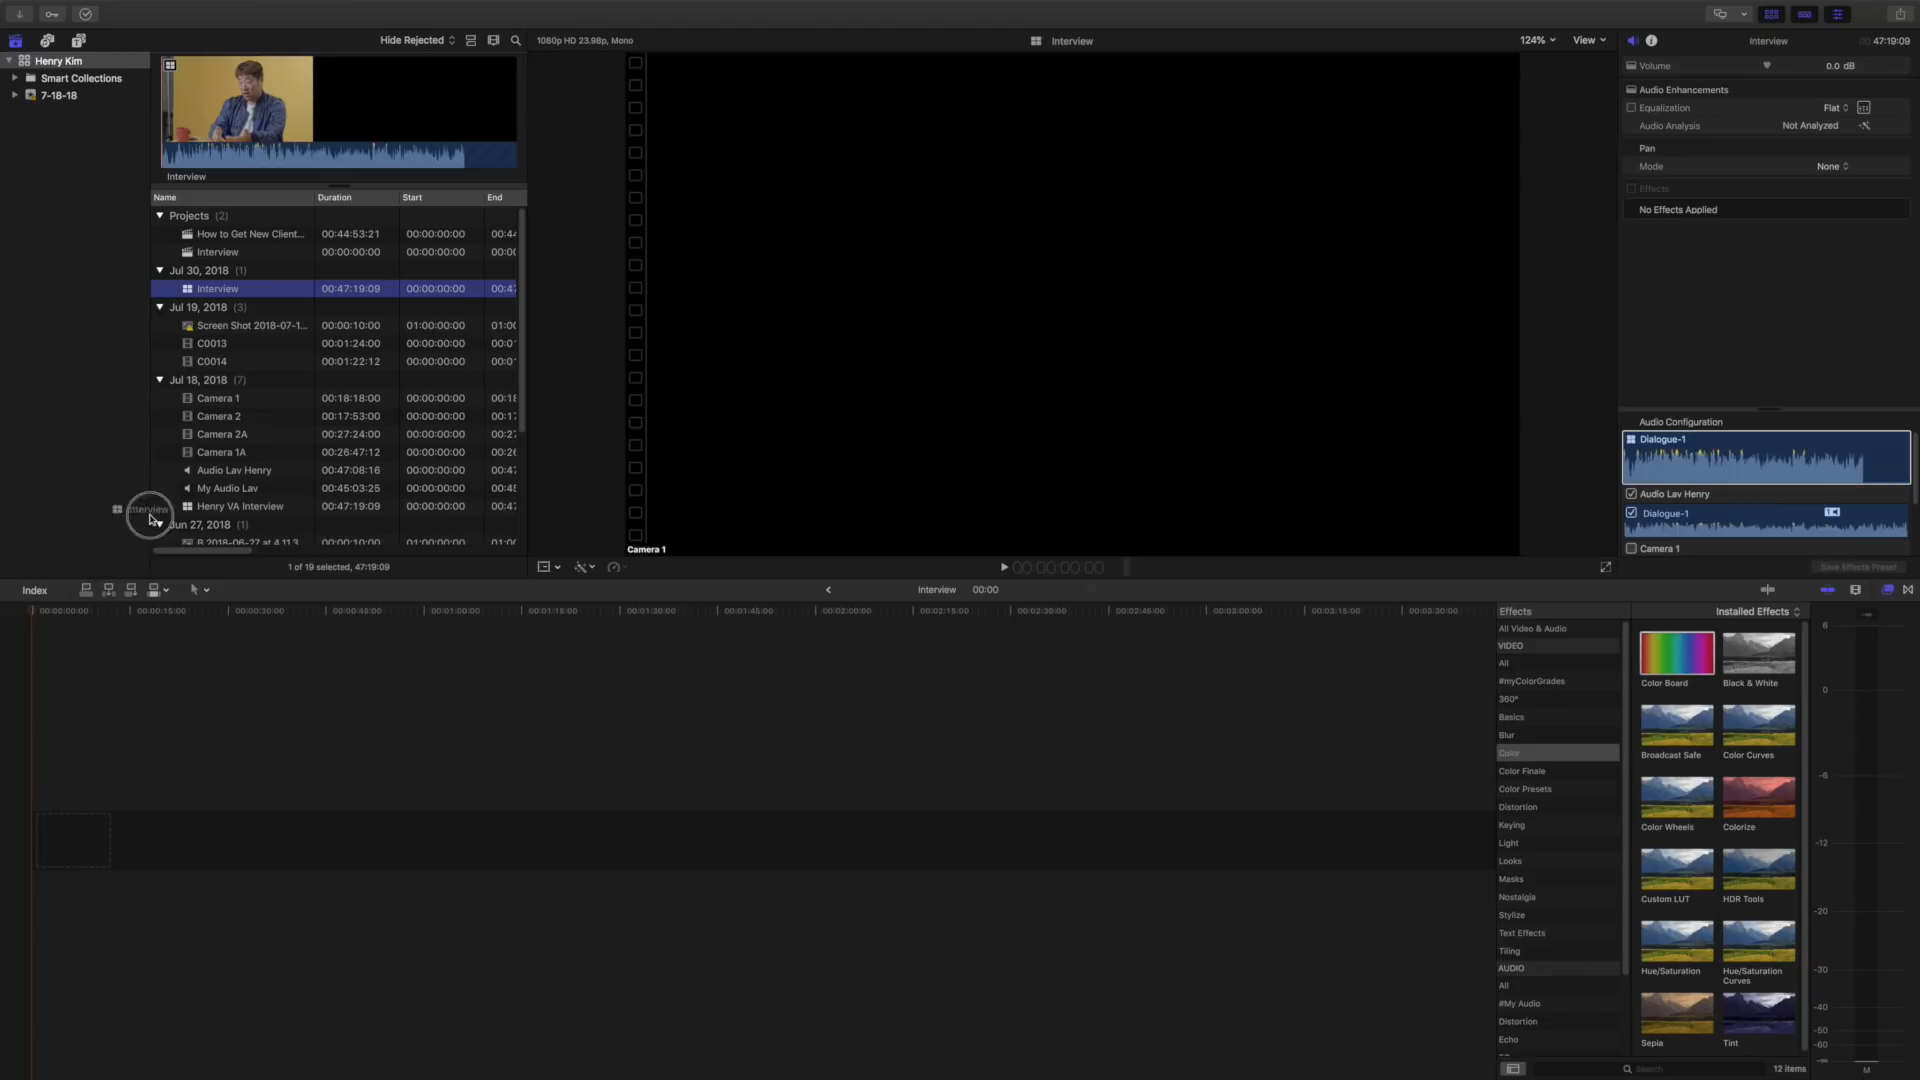 Hide Rejected
1080p HD 23.98p, Mono
Interview
124%
View
Interview
47:19:09
Henry Kim
Smart Collections
7-18-18
Interview
Name Duration Start End
Projects (2)
How to Get New Client... 00:44:53:21 00:00:00:00 00:44
Interview 00:00:00:00 00:00:00:00 00:00
Jul 30, 2018 (1)
Interview 00:47:19:09 00:00:00:00 00:47
Jul 19, 2018 (3)
Screen Shot 2018-07-1... 00:00:10:00 01:00:00:00 01:00
C0013 00:01:24:00 00:00:00:00 00:0
C0014 00:01:22:12 00:00:00:00 00:0
Jul 18, 2018 (7)
Camera 1 00:18:18:00 00:00:00:00 00:18
Camera 2 00:17:53:00 00:00:00:00 00:17
Camera 2A 00:27:24:00 00:00:00:00 00:27
Camera 1A 00:26:47:12 00:00:00:00 00:26
Audio Lav Henry 00:47:08:16 00:00:00:00 00:47
My Audio Lav 00:45:03:25 00:00:00:00 00:45
Henry VA Interview 00:47:19:09 00:00:00:00 00:47
Interview
Jun 27, 2018 (1)
00:00:10:00 01:00:00:00 01:00
1 of 19 selected, 47:19:09
Camera 1
00:00:00:00
Volume 0.0 dB
Audio Enhancements
Equalization Flat
Audio Analysis Not Analyzed
Pan
Mode None
Effects
No Effects Applied
Audio Configuration
Dialogue-1
Audio Lav Henry
Dialogue-1
Camera 1
Save Effects Preset
Index
Interview 00:00
00:00:00:00 00:00:15:00 00:00:30:00 00:00:45:00 00:01:00:00 00:01:15:00 00:01:30:00 00:01:45:00 00:02:00:00 00:02:15:00 00:02:30:00 00:02:45:00 00:03:00:00 00:03:15:00 00:03:30:00
Effects
Installed Effects
All Video & Audio
VIDEO
All
#myColorGrades
360°
Basics
Blur
Color
Color Finale
Color Presets
Distortion
Keying
Light
Looks
Masks
Nostalgia
Stylize
Text Effects
Tiling
AUDIO
All
#My Audio
Distortion
Echo
Color Board
Black & White
Broadcast Safe
Color Curves
Color Wheels
Colorize
Custom LUT
HDR Tools
Hue/Saturation
Hue/Saturation
Curves
Sepia
Tint
Search
12 items
6
0
-6
-12
-20
-30
-40
-50
-60
-∞
M